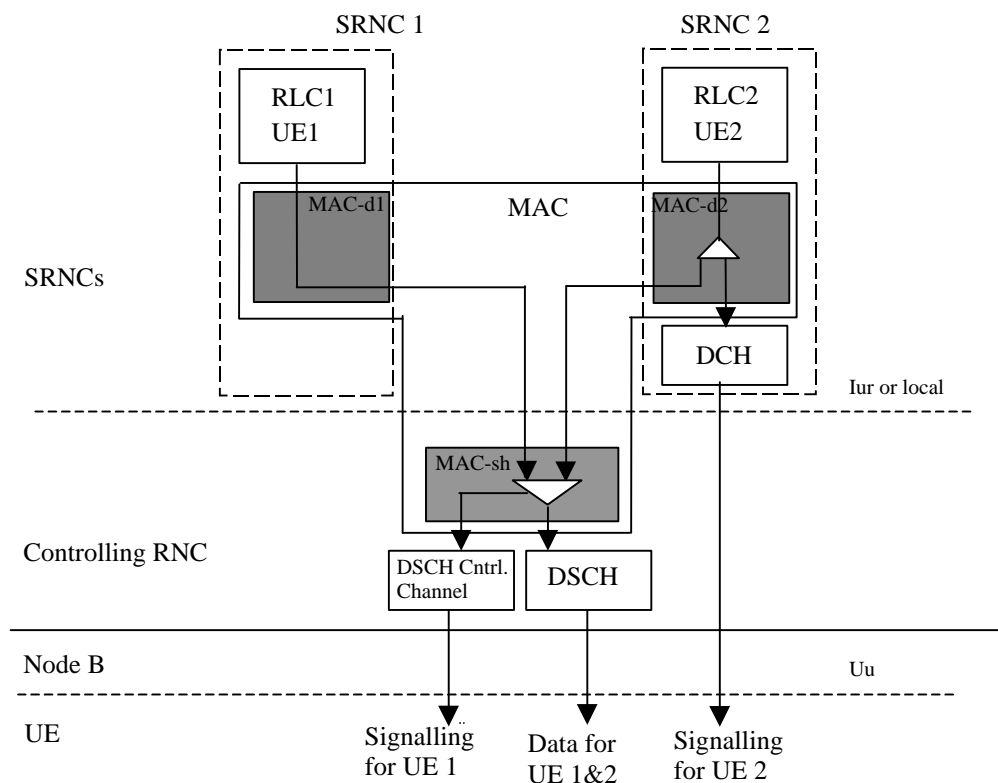 SRNC 1
SRNC 2
RLC1
UE1
RLC2
UE2
MAC-d1
MAC
MAC-d2
SRNCs
DCH
Iur or local
MAC-sh
Controlling RNC
DSCH Cntrl.
Channel
DSCH
Node B
Uu
UE
Signalling
for UE 1
Data for
UE 1&2
Signalling
for UE 2